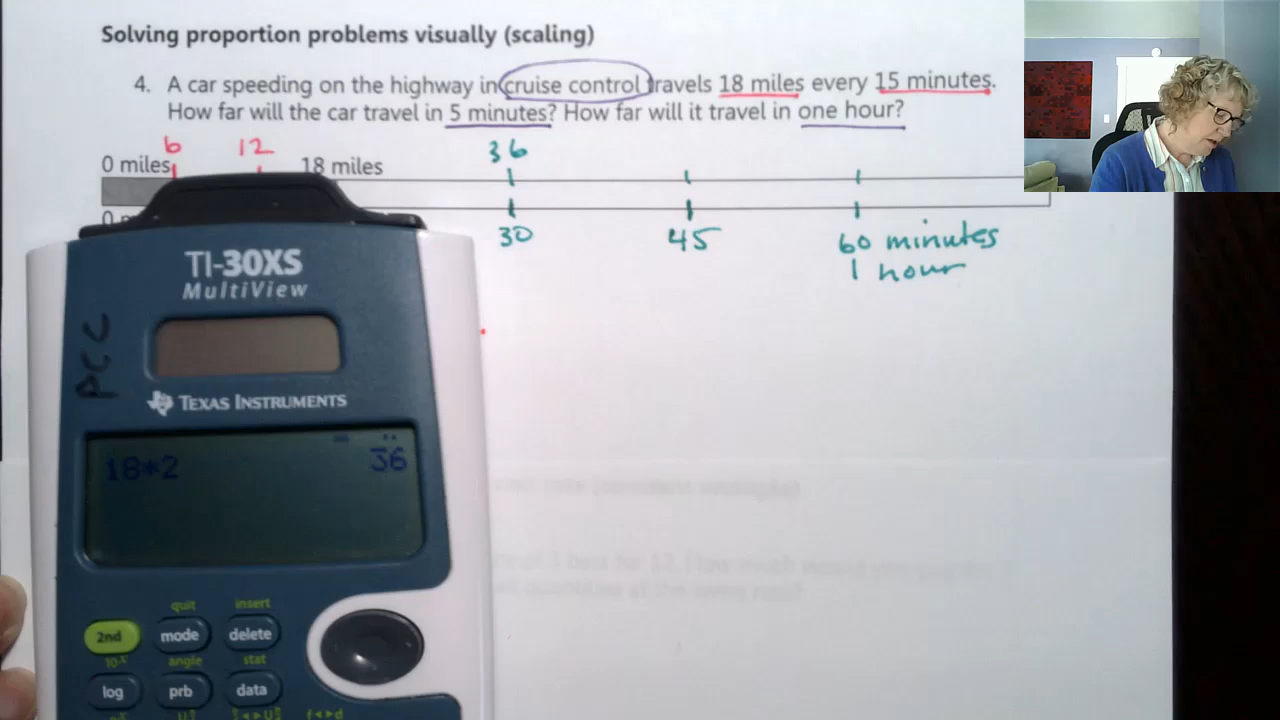 Solving proportion problems visually (scaling)
4. A car speeding on the highway in cruise control travels 18 miles every 15 minutes.
How far will the car travel in 5 minutes? How far will it travel in one hour?
6 12 36
0 miles 18 miles
30 45 60 minutes
1 hour
TI-30XS
MultiView
PCC
TEXAS INSTRUMENTS
18*2 36
quit insert
2nd mode delete
angle stat
log prb data
f◄►d